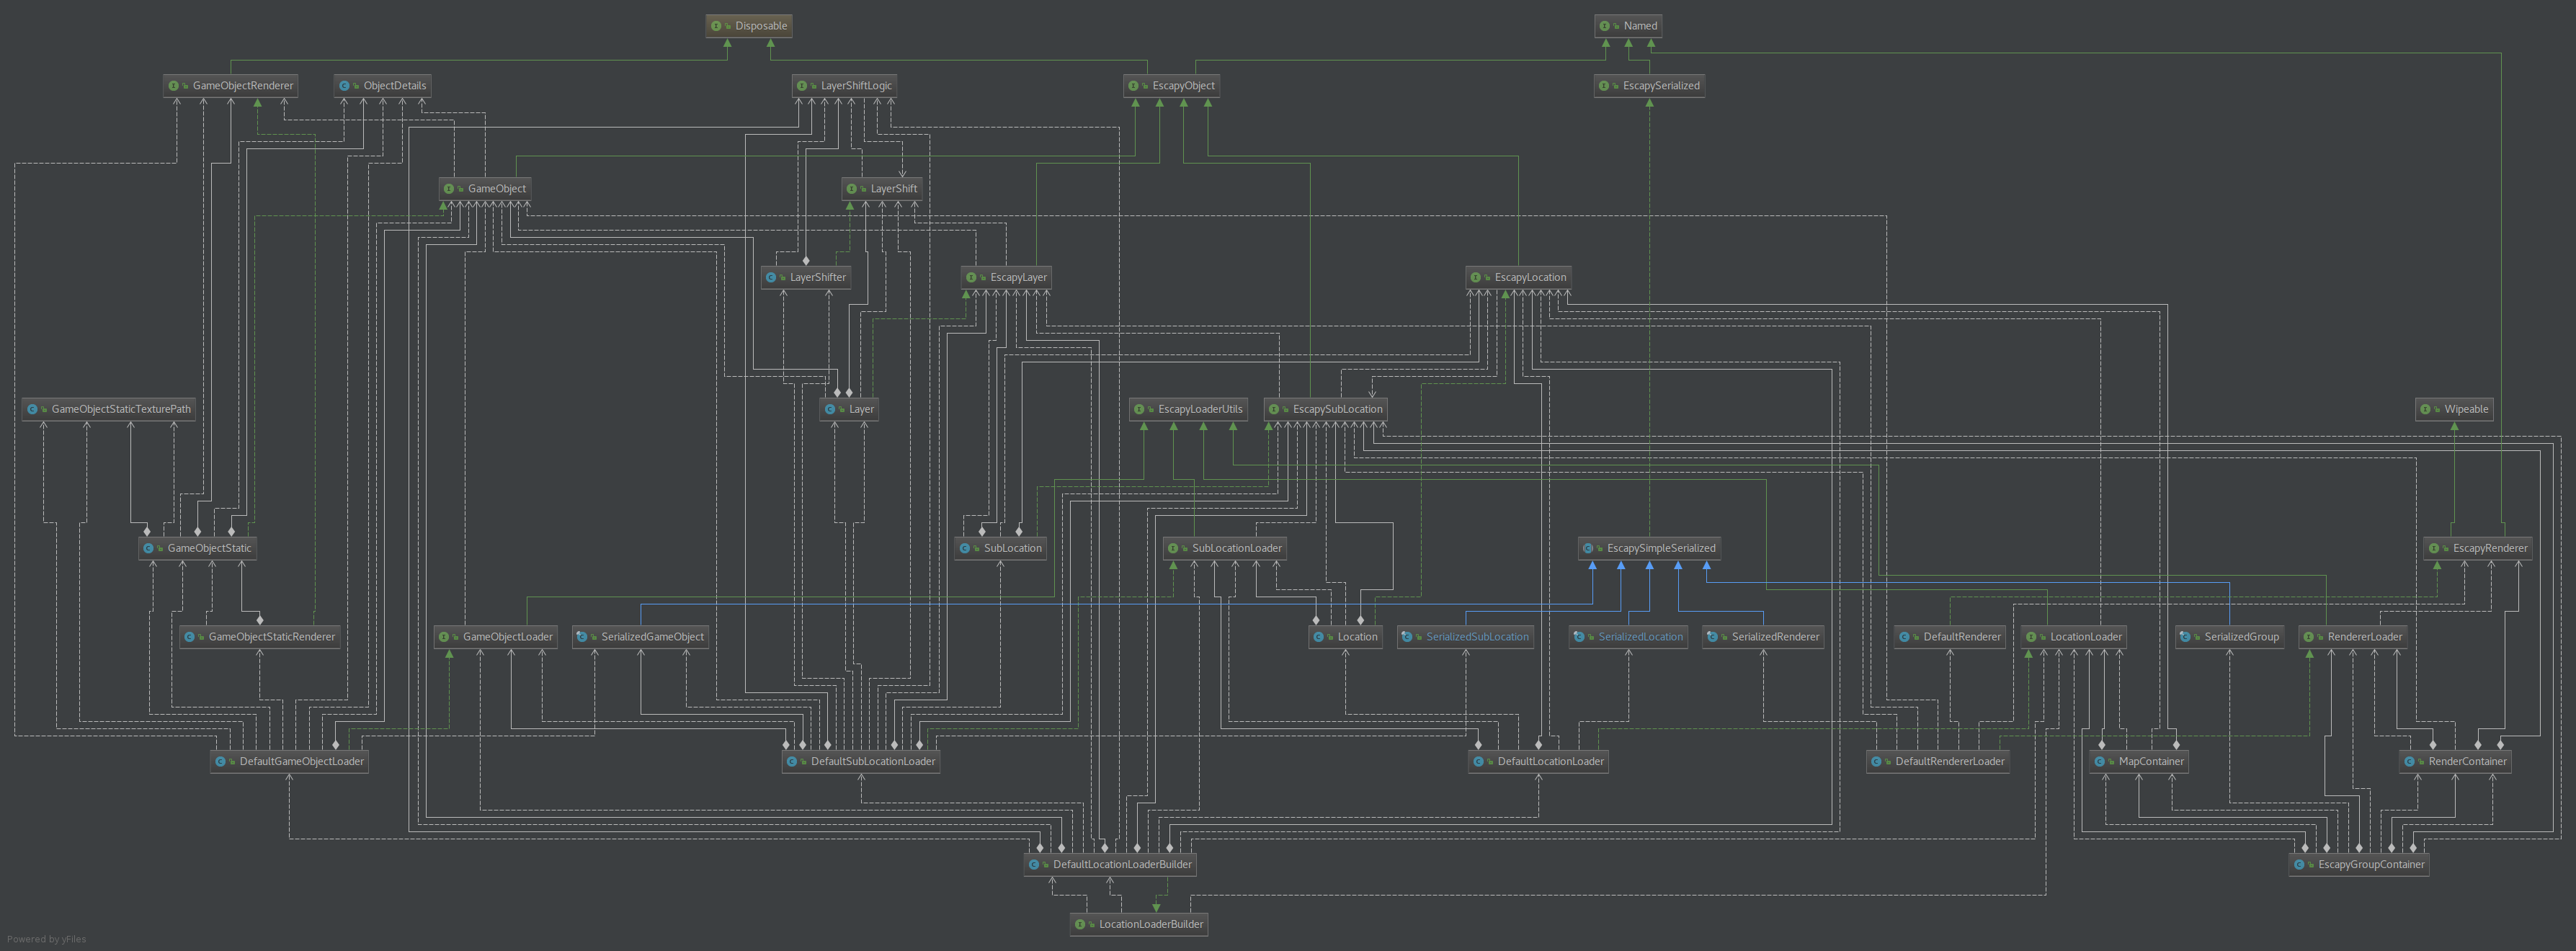 Disposable
Named
GameObjectRenderer
ObjectDetails
LayerShiftLogic
EscapyObject
EscapySerialized
GameObject
LayerShift
LayerShifter
EscapyLayer
EscapyLocation
GameObjectStaticTexturePath
Layer
EscapyLoaderUtils
EscapySubLocation
Wipeable
GameObjectStatic
SubLocation
SubLocationLoader
EscapySimpleSerialized
EscapyRenderer
GameObjectStaticRenderer
GameObjectLoader
SerializedGameObject
Location
SerializedSubLocation
SerializedLocation
SerializedRenderer
DefaultRenderer
LocationLoader
SerializedGroup
RendererLoader
DefaultGameObjectLoader
DefaultSubLocationLoader
DefaultLocationLoader
DefaultRendererLoader
MapContainer
RenderContainer
DefaultLocationLoaderBuilder
EscapyGroupContainer
LocationLoaderBuilder
Powered by yFiles